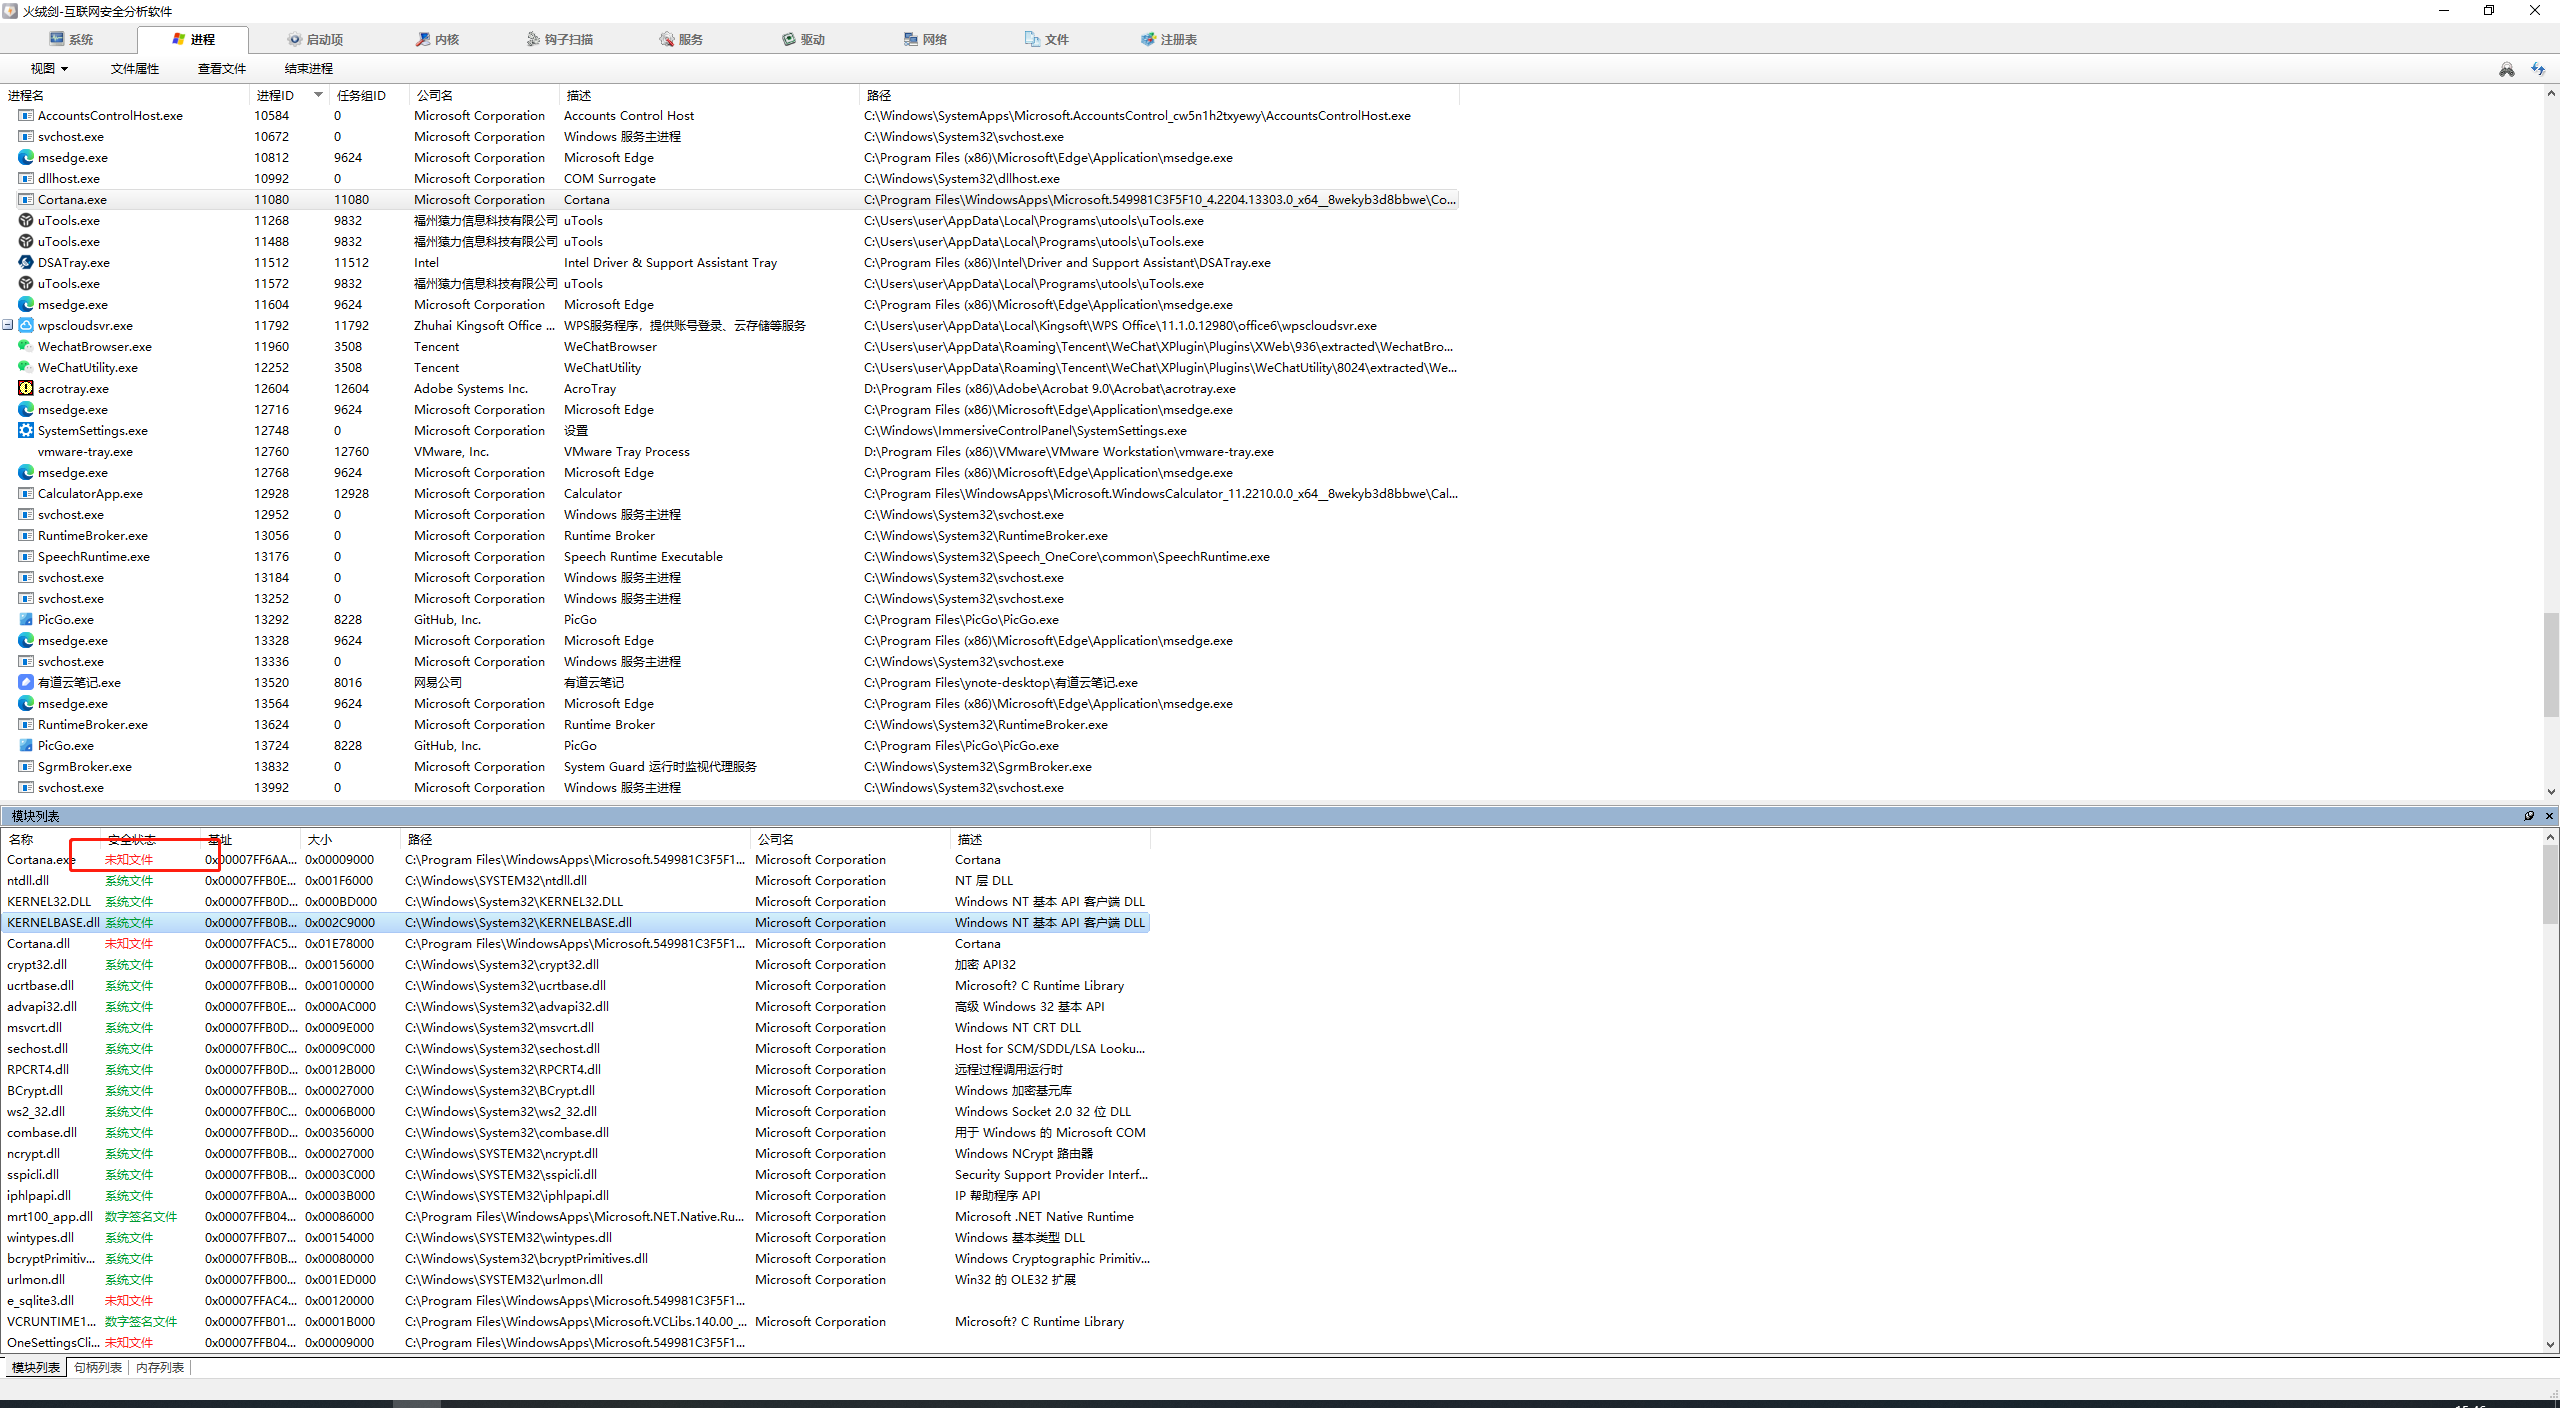 火绒剑-互联网安全分析软件
系统 进程 启动项 内核 钩子扫描 服务 驱动 网络 文件 注册表
视图 文件属性 查看文件 结束进程
进程名 进程ID 任务组ID 公司名 描述 路径
AccountsControlHost.exe 10584 0 Microsoft Corporation Accounts Control Host C:\Windows\SystemApps\Microsoft.AccountsControl_cw5n1h2txyewy\AccountsControlHost.exe
svchost.exe 10672 0 Microsoft Corporation Windows 服务主进程 C:\Windows\System32\svchost.exe
msedge.exe 10812 9624 Microsoft Corporation Microsoft Edge C:\Program Files (x86)\Microsoft\Edge\Application\msedge.exe
dllhost.exe 10992 0 Microsoft Corporation COM Surrogate C:\Windows\System32\dllhost.exe
Cortana.exe 11080 11080 Microsoft Corporation Cortana C:\Program Files\WindowsApps\Microsoft.549981C3F5F10_4.2204.13303.0_x64__8wekyb3d8bbwe\Co...
uTools.exe 11268 9832 福州猿力信息科技有限公司 uTools C:\Users\user\AppData\Local\Programs\utools\uTools.exe
uTools.exe 11488 9832 福州猿力信息科技有限公司 uTools C:\Users\user\AppData\Local\Programs\utools\uTools.exe
DSATray.exe 11512 11512 Intel Intel Driver & Support Assistant Tray C:\Program Files (x86)\Intel\Driver and Support Assistant\DSATray.exe
uTools.exe 11572 9832 福州猿力信息科技有限公司 uTools C:\Users\user\AppData\Local\Programs\utools\uTools.exe
msedge.exe 11604 9624 Microsoft Corporation Microsoft Edge C:\Program Files (x86)\Microsoft\Edge\Application\msedge.exe
wpscloudsvr.exe 11792 11792 Zhuhai Kingsoft Office ... WPS服务程序，提供账号登录、云存储等服务 C:\Users\user\AppData\Local\Kingsoft\WPS Office\11.1.0.12980\office6\wpscloudsvr.exe
WechatBrowser.exe 11960 3508 Tencent WeChatBrowser C:\Users\user\AppData\Roaming\Tencent\WeChat\XPlugin\Plugins\XWeb\936\extracted\WechatBro...
WeChatUtility.exe 12252 3508 Tencent WeChatUtility C:\Users\user\AppData\Roaming\Tencent\WeChat\XPlugin\Plugins\WeChatUtility\8024\extracted\We...
acrotray.exe 12604 12604 Adobe Systems Inc. AcroTray D:\Program Files (x86)\Adobe\Acrobat 9.0\Acrobat\acrotray.exe
msedge.exe 12716 9624 Microsoft Corporation Microsoft Edge C:\Program Files (x86)\Microsoft\Edge\Application\msedge.exe
SystemSettings.exe 12748 0 Microsoft Corporation 设置 C:\Windows\ImmersiveControlPanel\SystemSettings.exe
vmware-tray.exe 12760 12760 VMware, Inc. VMware Tray Process D:\Program Files (x86)\VMware\VMware Workstation\vmware-tray.exe
msedge.exe 12768 9624 Microsoft Corporation Microsoft Edge C:\Program Files (x86)\Microsoft\Edge\Application\msedge.exe
CalculatorApp.exe 12928 12928 Microsoft Corporation Calculator C:\Program Files\WindowsApps\Microsoft.WindowsCalculator_11.2210.0.0_x64__8wekyb3d8bbwe\Cal...
svchost.exe 12952 0 Microsoft Corporation Windows 服务主进程 C:\Windows\System32\svchost.exe
RuntimeBroker.exe 13056 0 Microsoft Corporation Runtime Broker C:\Windows\System32\RuntimeBroker.exe
SpeechRuntime.exe 13176 0 Microsoft Corporation Speech Runtime Executable C:\Windows\System32\Speech_OneCore\common\SpeechRuntime.exe
svchost.exe 13184 0 Microsoft Corporation Windows 服务主进程 C:\Windows\System32\svchost.exe
svchost.exe 13252 0 Microsoft Corporation Windows 服务主进程 C:\Windows\System32\svchost.exe
PicGo.exe 13292 8228 GitHub, Inc. PicGo C:\Program Files\PicGo\PicGo.exe
msedge.exe 13328 9624 Microsoft Corporation Microsoft Edge C:\Program Files (x86)\Microsoft\Edge\Application\msedge.exe
svchost.exe 13336 0 Microsoft Corporation Windows 服务主进程 C:\Windows\System32\svchost.exe
有道云笔记.exe 13520 8016 网易公司 有道云笔记 C:\Program Files\ynote-desktop\有道云笔记.exe
msedge.exe 13564 9624 Microsoft Corporation Microsoft Edge C:\Program Files (x86)\Microsoft\Edge\Application\msedge.exe
RuntimeBroker.exe 13624 0 Microsoft Corporation Runtime Broker C:\Windows\System32\RuntimeBroker.exe
PicGo.exe 13724 8228 GitHub, Inc. PicGo C:\Program Files\PicGo\PicGo.exe
SgrmBroker.exe 13832 0 Microsoft Corporation System Guard 运行时监视代理服务 C:\Windows\System32\SgrmBroker.exe
svchost.exe 13992 0 Microsoft Corporation Windows 服务主进程 C:\Windows\System32\svchost.exe
模块列表
名称 安全状态 基址 大小 路径 公司名 描述
Cortana.exe 未知文件 0x00007FF6AA... 0x00009000 C:\Program Files\WindowsApps\Microsoft.549981C3F5F1... Microsoft Corporation Cortana
ntdll.dll 系统文件 0x00007FFB0E... 0x001F6000 C:\Windows\SYSTEM32\ntdll.dll Microsoft Corporation NT 层 DLL
KERNEL32.DLL 系统文件 0x00007FFB0D... 0x000BD000 C:\Windows\System32\KERNEL32.DLL Microsoft Corporation Windows NT 基本 API 客户端 DLL
KERNELBASE.dll 系统文件 0x00007FFB0B... 0x002C9000 C:\Windows\System32\KERNELBASE.dll Microsoft Corporation Windows NT 基本 API 客户端 DLL
Cortana.dll 未知文件 0x00007FFAC5... 0x01E78000 C:\Program Files\WindowsApps\Microsoft.549981C3F5F1... Microsoft Corporation Cortana
crypt32.dll 系统文件 0x00007FFB0B... 0x00156000 C:\Windows\System32\crypt32.dll Microsoft Corporation 加密 API32
ucrtbase.dll 系统文件 0x00007FFB0B... 0x00100000 C:\Windows\System32\ucrtbase.dll Microsoft Corporation Microsoft? C Runtime Library
advapi32.dll 系统文件 0x00007FFB0E... 0x000AC000 C:\Windows\System32\advapi32.dll Microsoft Corporation 高级 Windows 32 基本 API
msvcrt.dll 系统文件 0x00007FFB0D... 0x0009E000 C:\Windows\System32\msvcrt.dll Microsoft Corporation Windows NT CRT DLL
sechost.dll 系统文件 0x00007FFB0C... 0x0009C000 C:\Windows\System32\sechost.dll Microsoft Corporation Host for SCM/SDDL/LSA Looku...
RPCRT4.dll 系统文件 0x00007FFB0D... 0x0012B000 C:\Windows\System32\RPCRT4.dll Microsoft Corporation 远程过程调用运行时
BCrypt.dll 系统文件 0x00007FFB0B... 0x00027000 C:\Windows\System32\BCrypt.dll Microsoft Corporation Windows 加密基元库
ws2_32.dll 系统文件 0x00007FFB0C... 0x0006B000 C:\Windows\System32\ws2_32.dll Microsoft Corporation Windows Socket 2.0 32 位 DLL
combase.dll 系统文件 0x00007FFB0D... 0x00356000 C:\Windows\System32\combase.dll Microsoft Corporation 用于 Windows 的 Microsoft COM
ncrypt.dll 系统文件 0x00007FFB0B... 0x00027000 C:\Windows\SYSTEM32\ncrypt.dll Microsoft Corporation Windows NCrypt 路由器
sspicli.dll 系统文件 0x00007FFB0B... 0x0003C000 C:\Windows\SYSTEM32\sspicli.dll Microsoft Corporation Security Support Provider Interf...
iphlpapi.dll 系统文件 0x00007FFB0A... 0x0003B000 C:\Windows\SYSTEM32\iphlpapi.dll Microsoft Corporation IP 帮助程序 API
mrt100_app.dll 数字签名文件 0x00007FFB04... 0x00086000 C:\Program Files\WindowsApps\Microsoft.NET.Native.Ru... Microsoft Corporation Microsoft .NET Native Runtime
wintypes.dll 系统文件 0x00007FFB07... 0x00154000 C:\Windows\SYSTEM32\wintypes.dll Microsoft Corporation Windows 基本类型 DLL
bcryptPrimitiv... 系统文件 0x00007FFB0B... 0x00080000 C:\Windows\System32\bcryptPrimitives.dll Microsoft Corporation Windows Cryptographic Primitiv...
urlmon.dll 系统文件 0x00007FFB00... 0x001ED000 C:\Windows\SYSTEM32\urlmon.dll Microsoft Corporation Win32 的 OLE32 扩展
e_sqlite3.dll 未知文件 0x00007FFAC4... 0x00120000 C:\Program Files\WindowsApps\Microsoft.549981C3F5F1...
VCRUNTIME1... 数字签名文件 0x00007FFB01... 0x0001B000 C:\Program Files\WindowsApps\Microsoft.VCLibs.140.00_... Microsoft Corporation Microsoft? C Runtime Library
OneSettingsCli... 未知文件 0x00007FFB04... 0x00009000 C:\Program Files\WindowsApps\Microsoft.549981C3F5F1...
模块列表 句柄列表 内存列表